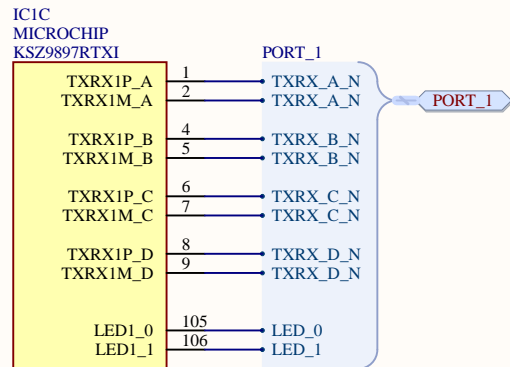 IC1C
MICROCHIP
KSZ9897RTXI PORT_1
TXRX1P_A 1 TXRX_A_N
TXRX1M_A 2 TXRX_A_N
PORT_1
TXRX1P_B 4 TXRX_B_N
TXRX1M_B 5 TXRX_B_N
TXRX1P_C 6 TXRX_C_N
TXRX1M_C 7 TXRX_C_N
TXRX1P_D 8 TXRX_D_N
TXRX1M_D 9 TXRX_D_N
LED1_0 105 LED_0
LED1_1 106 LED_1